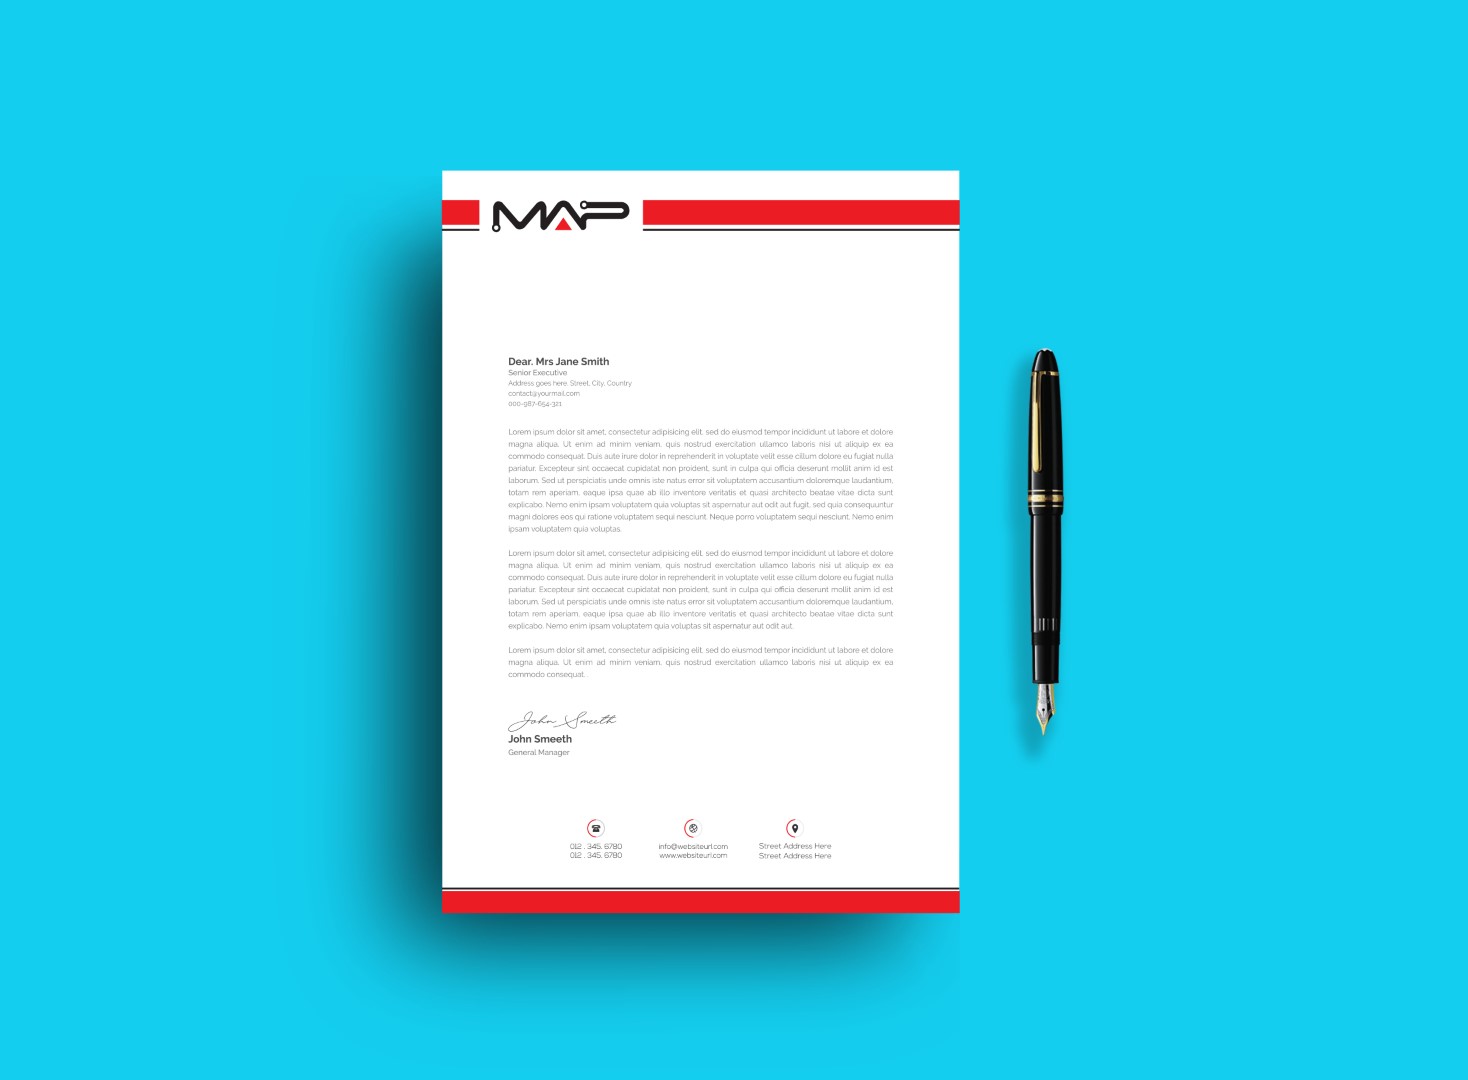 MAP
Dear. Mrs Jane Smith
Senior Executive
Address goes here, Street, City, Country
contact@yourmail.com
000-987-654-321
Lorem ipsum dolor sit amet, consectetur adipisicing elit, sed do eiusmod tempor incididunt ut labore et dolore
magna aliqua. Ut enim ad minim veniam, quis nostrud exercitation ullamco laboris nisi ut aliquip ex ea
commodo consequat. Duis aute irure dolor in reprehenderit in voluptate velit esse cillum dolore eu fugiat nulla
pariatur. Excepteur sint occaecat cupidatat non proident, sunt in culpa qui officia deserunt mollit anim id est
laborum. Sed ut perspiciatis unde omnis iste natus error sit voluptatem accusantium doloremque laudantium,
totam rem aperiam, eaque ipsa quae ab illo inventore veritatis et quasi architecto beatae vitae dicta sunt
explicabo. Nemo enim ipsam voluptatem quia voluptas sit aspernatur aut odit aut fugit, sed quia consequuntur
magni dolores eos qui ratione voluptatem sequi nesciunt. Neque porro voluptatem sequi nesciunt. Nemo enim
ipsam voluptatem quia voluptas.
Lorem ipsum dolor sit amet, consectetur adipisicing elit, sed do eiusmod tempor incididunt ut labore et dolore
magna aliqua. Ut enim ad minim veniam, quis nostrud exercitation ullamco laboris nisi ut aliquip ex ea
commodo consequat. Duis aute irure dolor in reprehenderit in voluptate velit esse cillum dolore eu fugiat nulla
pariatur. Excepteur sint occaecat cupidatat non proident, sunt in culpa qui officia deserunt mollit anim id est
laborum. Sed ut perspiciatis unde omnis iste natus error sit voluptatem accusantium doloremque laudantium,
totam rem aperiam, eaque ipsa quae ab illo inventore veritatis et quasi architecto beatae vitae dicta sunt
explicabo. Nemo enim ipsam voluptatem quia voluptas sit aspernatur aut odit aut.
Lorem ipsum dolor sit amet, consectetur adipisicing elit, sed do eiusmod tempor incididunt ut labore et dolore
magna aliqua. Ut enim ad minim veniam, quis nostrud exercitation ullamco laboris nisi ut aliquip ex ea
commodo consequat..
John Smeeth
John Smeeth
General Manager
012 . 345. 6780
012 . 345. 6780
info@websiteurl.com
www.websiteurl.com
Street Address Here
Street Address Here